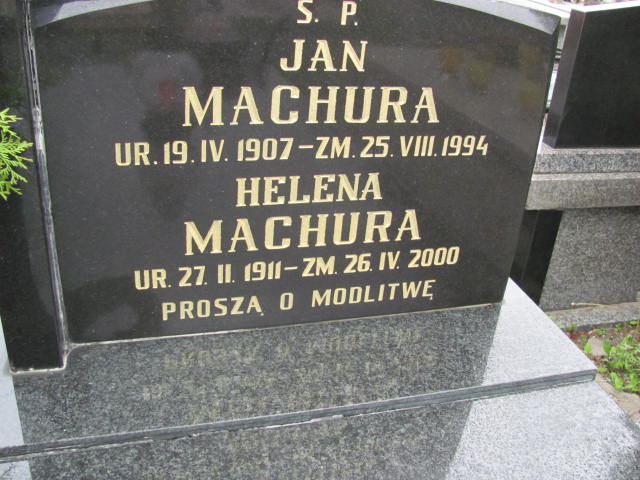 Ś. P.
JAN
MACHURA
UR. 19. IV. 1907 - ZM. 25. VIII. 1994
HELENA
MACHURA
UR. 27. II. 1911 - ZM. 26. IV. 2000
PROSZĄ O MODLITWĘ